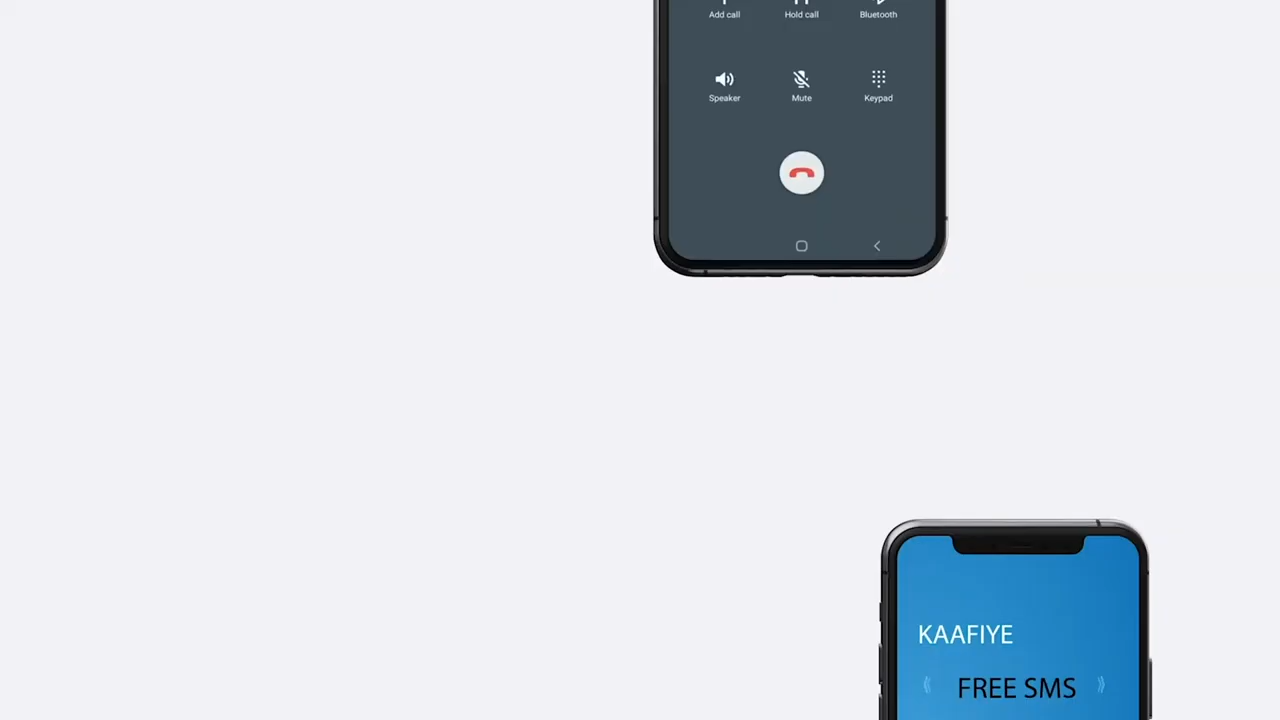 Add call Hold call Bluetooth
Speaker Mute Keypad
KAAFIYE
FREE SMS